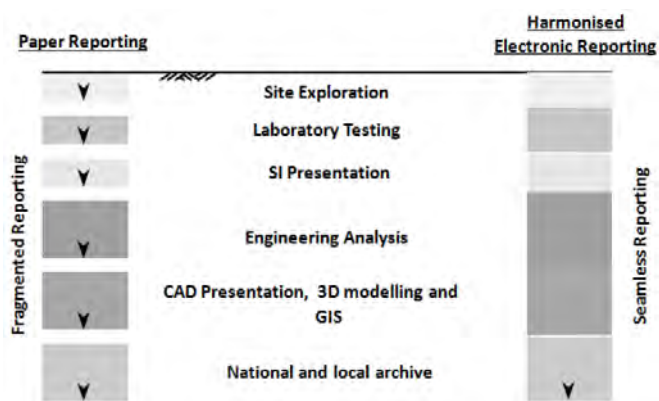 Paper Reporting
Harmonised
Electronic Reporting
Site Exploration
Laboratory Testing
SI Presentation
Engineering Analysis
CAD Presentation, 3D modelling and
GIS
National and local archive
Fragmented Reporting
Seamless Reporting